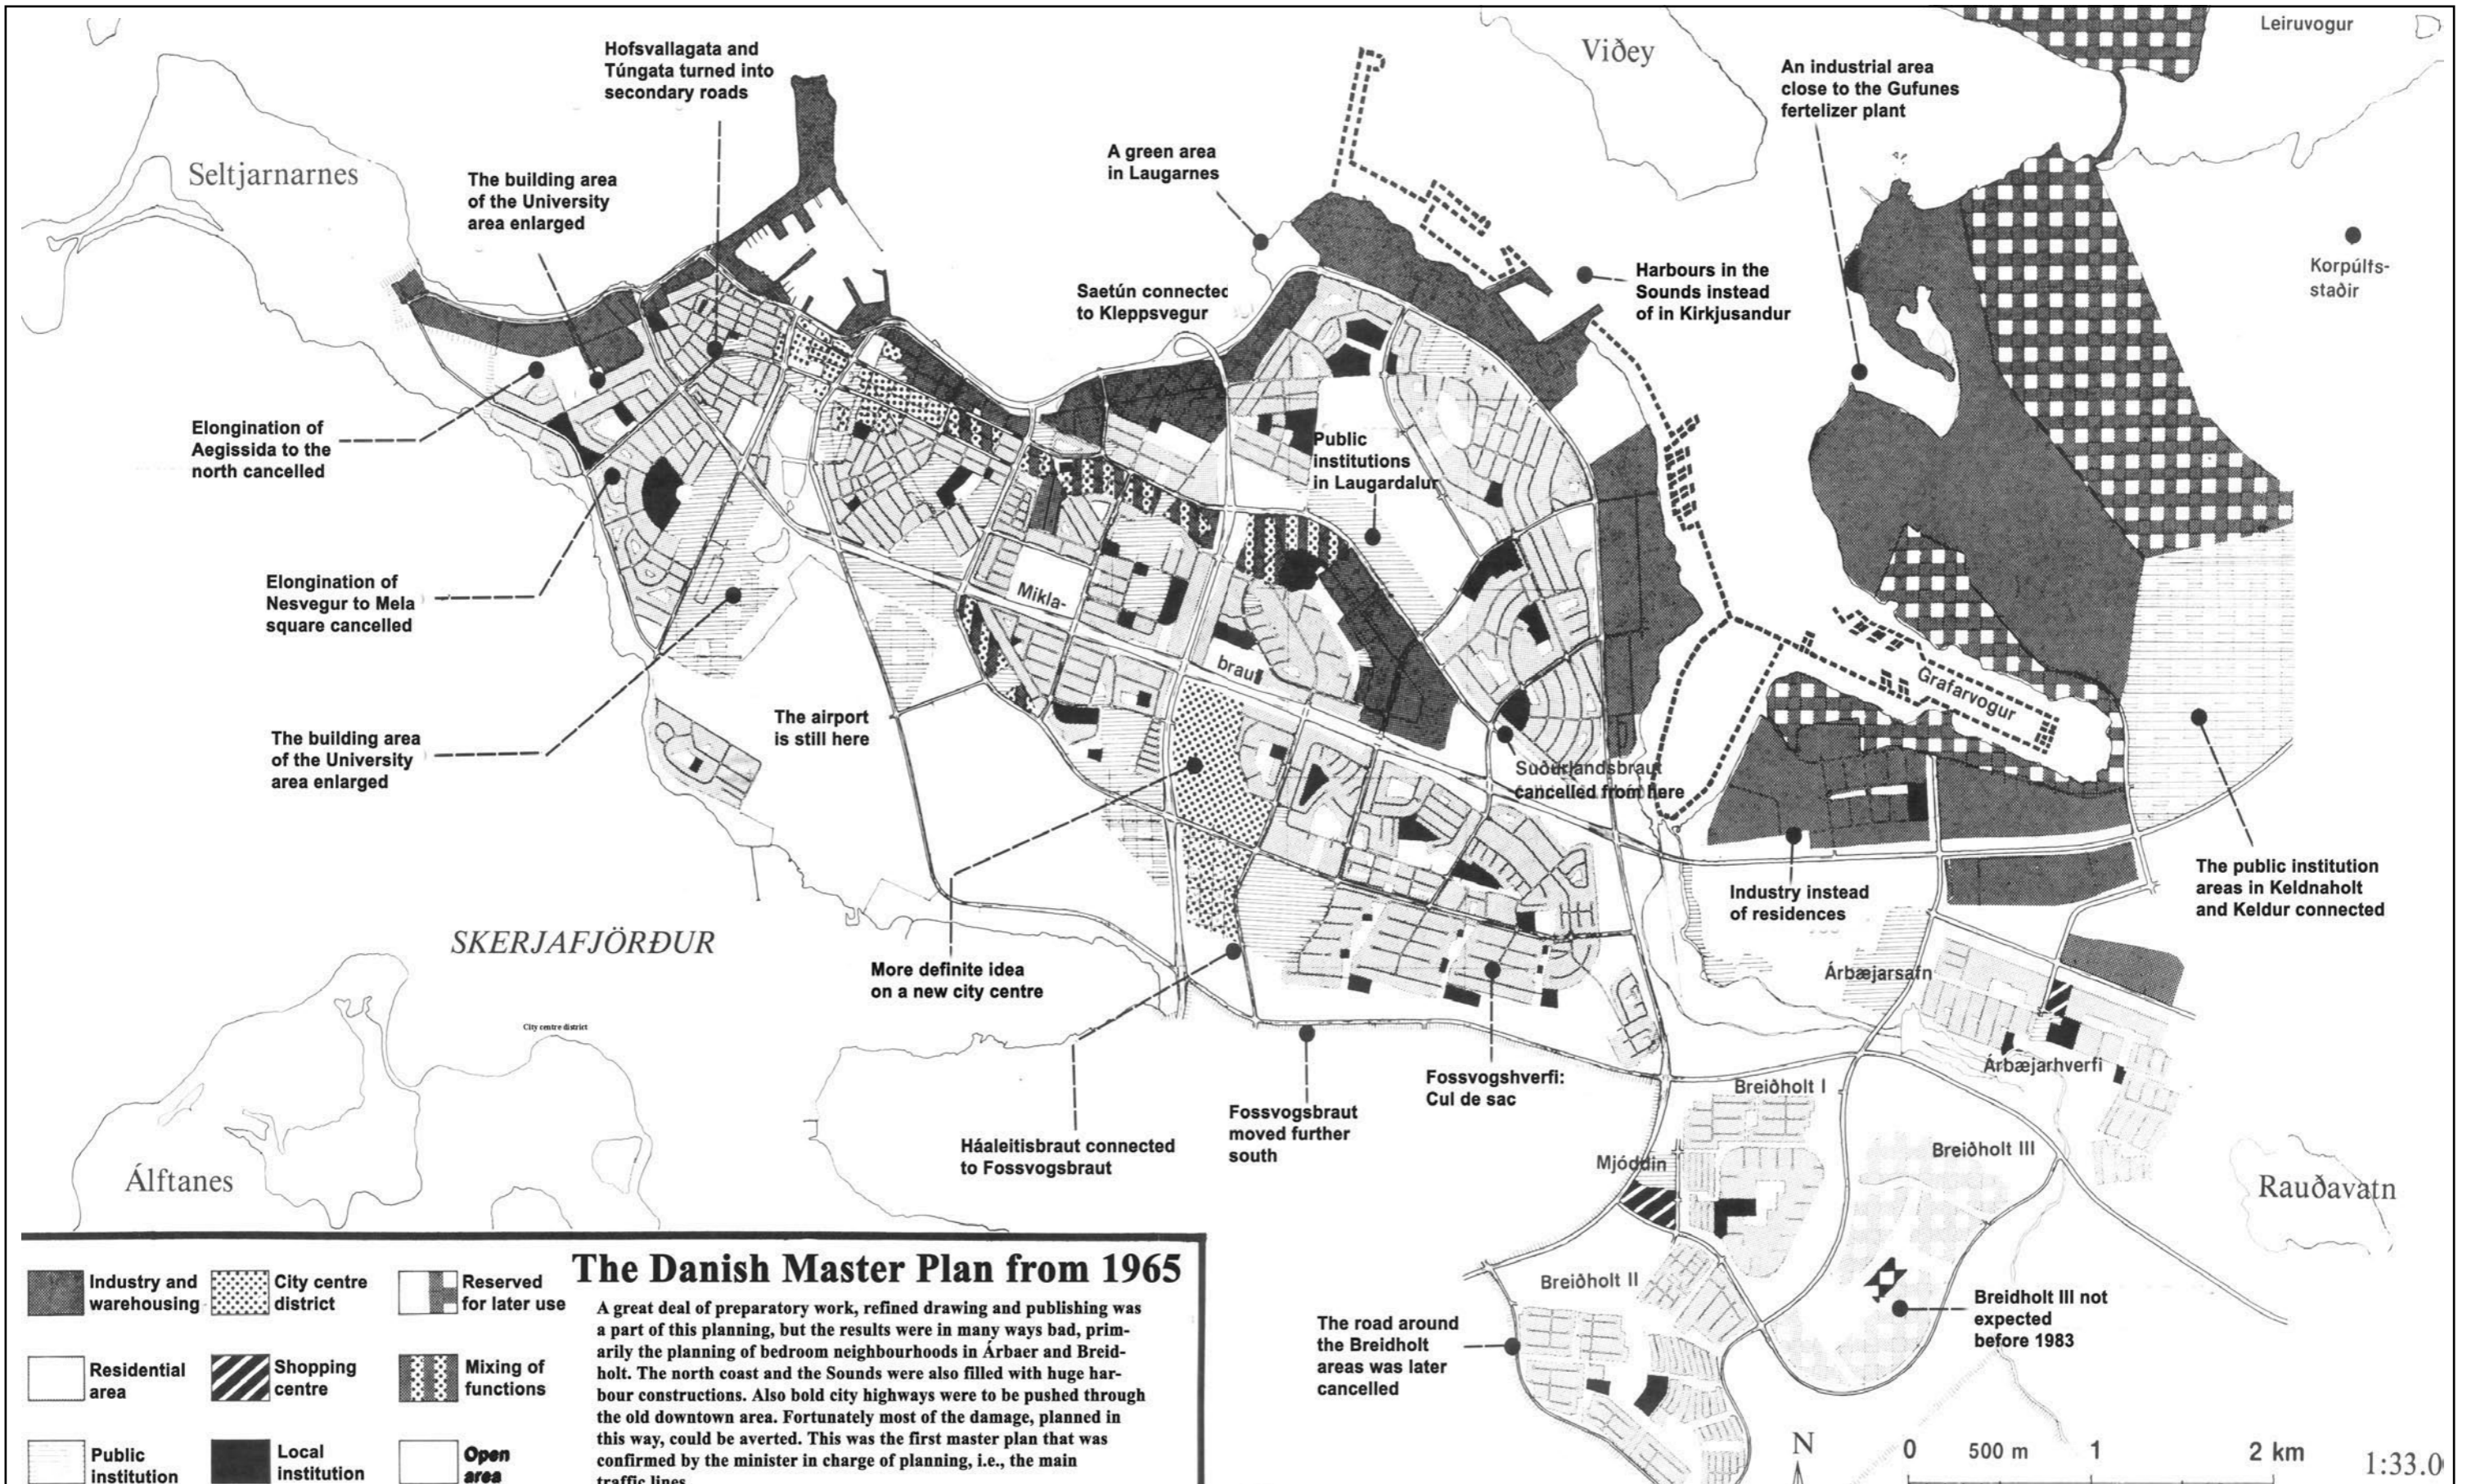 Leiruvogur
Viðey
Hofsvallagata and
Túngata turned into
secondary roads
An industrial area
close to the Gufunes
fertelizer plant
Seltjarnarnes
The building area
of the University
area enlarged
A green area
in Laugarnes
Korpúlfs-
staðir
Saetún connected
to Kleppsvegur
Harbours in the
Sounds instead
of in Kirkjusandur
Elongination of
Aegissida to the
north cancelled
Public
institutions
in Laugardalur
Elongination of
Nesvegur to Mela
square cancelled
Mikla-
braut
Grafarvogur
The building area
of the University
area enlarged
The airport
is still here
Suðurlandsbraut
cancelled from here
The public institution
areas in Keldnaholt
and Keldur connected
Industry instead
of residences
SKERJAFJÖRÐUR
More definite idea
on a new city centre
Árbæjarsafn
City centre district
Árbæjarhverfi
Fossvogshverfi:
Cul de sac
Breiðholt I
Fossvogsbraut
moved further
south
Háaleitisbraut connected
to Fossvogsbraut
Breiðholt III
Mjóddin
Álftanes
Rauðavatn
Breiðholt II
Breidholt III not
expected
before 1983
The road around
the Breidholt
areas was later
cancelled
The Danish Master Plan from 1965
Industry and
warehousing
City centre
district
Reserved
for later use
Residential
area
Shopping
centre
Mixing of
functions
Public
institution
Local
institution
Open
area
A great deal of preparatory work, refined drawing and publishing was
a part of this planning, but the results were in many ways bad, prim-
arily the planning of bedroom neighbourhoods in Árbaer and Breid-
holt. The north coast and the Sounds were also filled with huge har-
bour constructions. Also bold city highways were to be pushed through
the old downtown area. Fortunately most of the damage, planned in
this way, could be averted. This was the first master plan that was
confirmed by the minister in charge of planning, i.e., the main
traffic lines
N
0 500 m 1 2 km
1:33.0